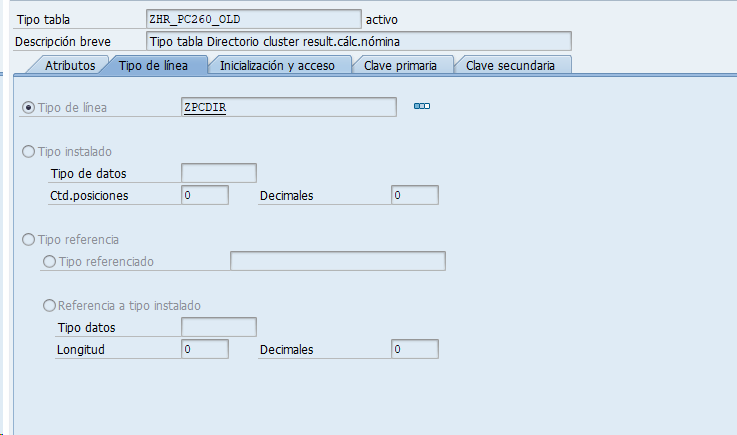 Tipo tabla ZHR_PC260_OLD activo
Descripción breve Tipo tabla Directorio cluster result.cálc.nómina
Atributos Tipo de línea Inicialización y acceso Clave primaria Clave secundaria
Tipo de línea ZPCDIR
Tipo instalado
Tipo de datos
Ctd.posiciones 0 Decimales 0
Tipo referencia
Tipo referenciado
Referencia a tipo instalado
Tipo datos
Longitud 0 Decimales 0